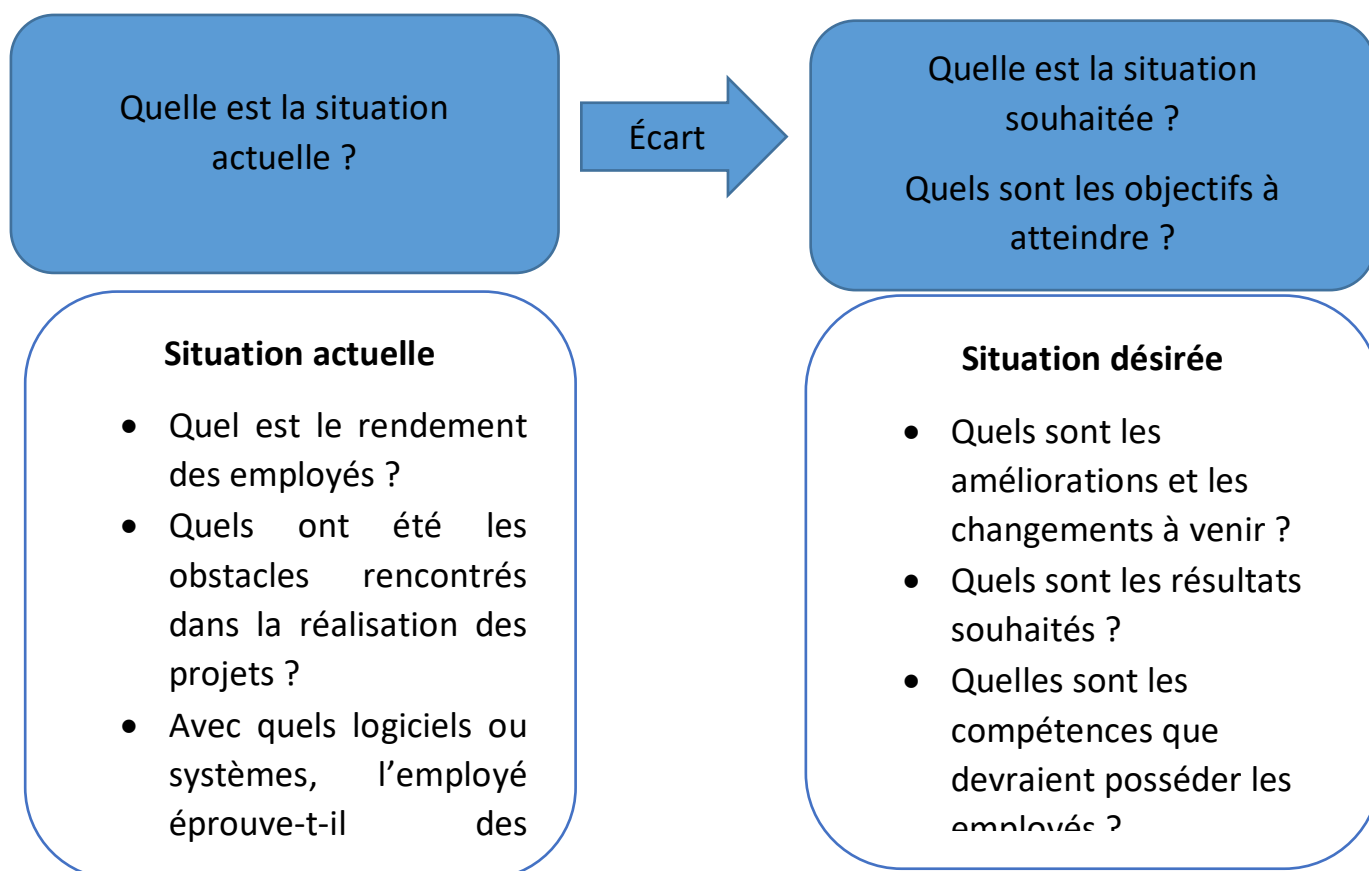 Quelle est la situation
actuelle ?
Écart
Quelle est la situation
souhaitée ?
Quels sont les objectifs à
atteindre ?
Situation actuelle
• Quel est le rendement
des employés ?
• Quels ont été les
obstacles rencontrés
dans la réalisation des
projets ?
• Avec quels logiciels ou
systèmes, l’employé
éprouve-t-il des
Situation désirée
• Quels sont les
améliorations et les
changements à venir ?
• Quels sont les résultats
souhaités ?
• Quelles sont les
compétences que
devraient posséder les
employés ?